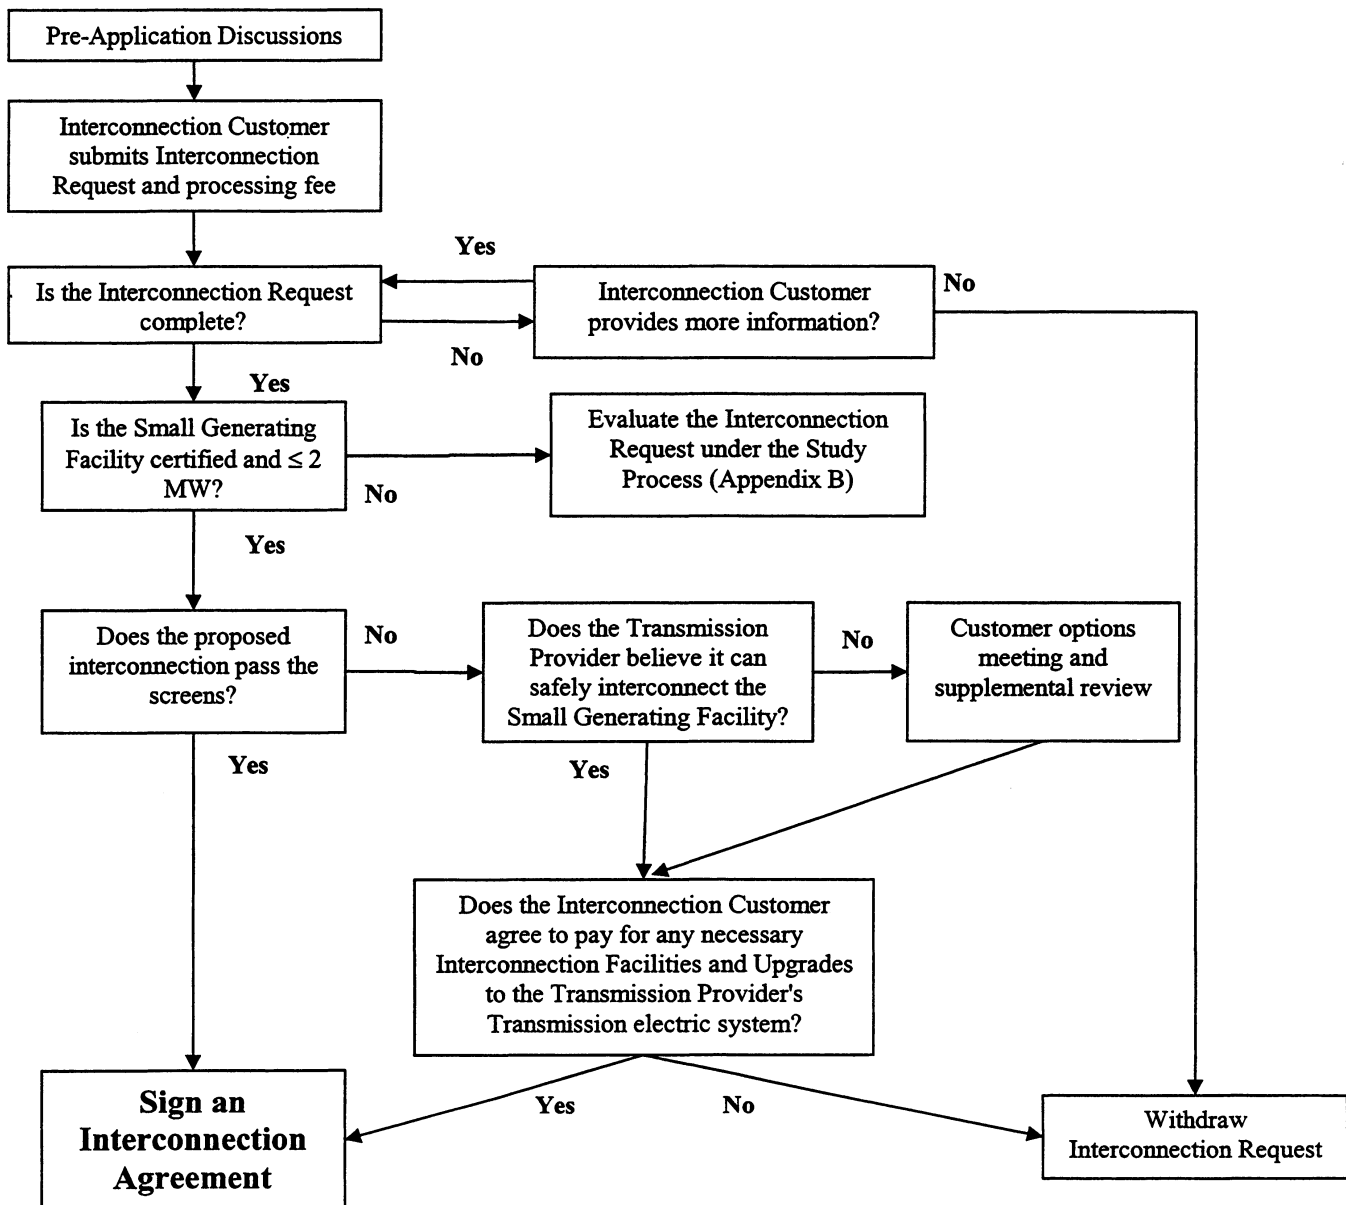 Pre-Application Discussions
Interconnection Customer
submits Interconnection
Request and processing fee
Yes
Is the Interconnection Request
complete?
Interconnection Customer
provides more information?
No
No
Yes
Is the Small Generating
Facility certified and ≤ 2
MW?
No
Evaluate the Interconnection
Request under the Study
Process (Appendix B)
Yes
Does the proposed
interconnection pass the
screens?
No
Does the Transmission
Provider believe it can
safely interconnect the
Small Generating Facility?
No
Customer options
meeting and
supplemental review
Yes
Yes
Does the Interconnection Customer
agree to pay for any necessary
Interconnection Facilities and Upgrades
to the Transmission Provider's
Transmission electric system?
Yes
No
Sign an
Interconnection
Agreement
Withdraw
Interconnection Request